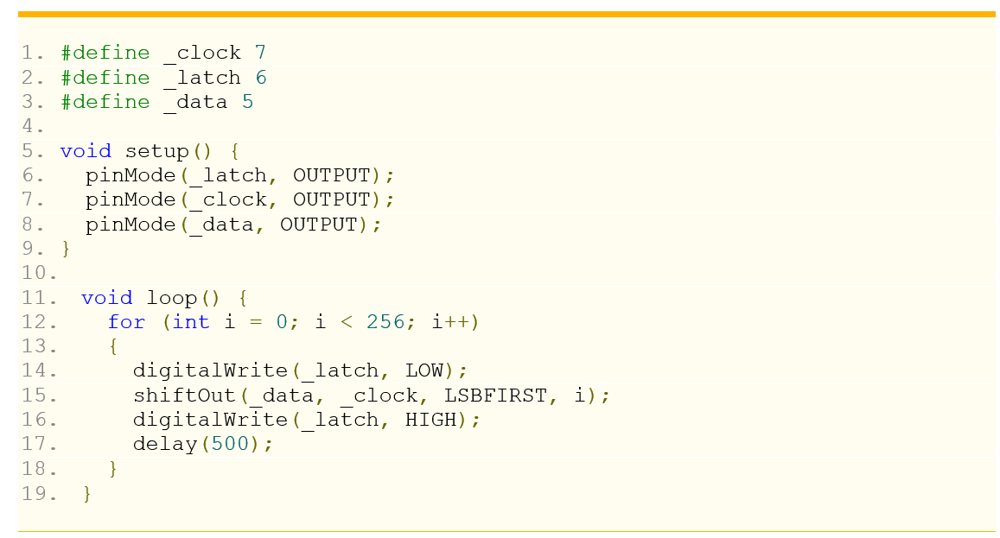 1. #define _clock 7
2. #define _latch 6
3. #define _data 5
4.
5. void setup() {
6.   pinMode(_latch, OUTPUT);
7.   pinMode(_clock, OUTPUT);
8.   pinMode(_data, OUTPUT);
9. }
10.
11.  void loop() {
12.    for (int i = 0; i < 256; i++)
13.    {
14.      digitalWrite(_latch, LOW);
15.      shiftOut(_data, _clock, LSBFIRST, i);
16.      digitalWrite(_latch, HIGH);
17.      delay(500);
18.    }
19.  }